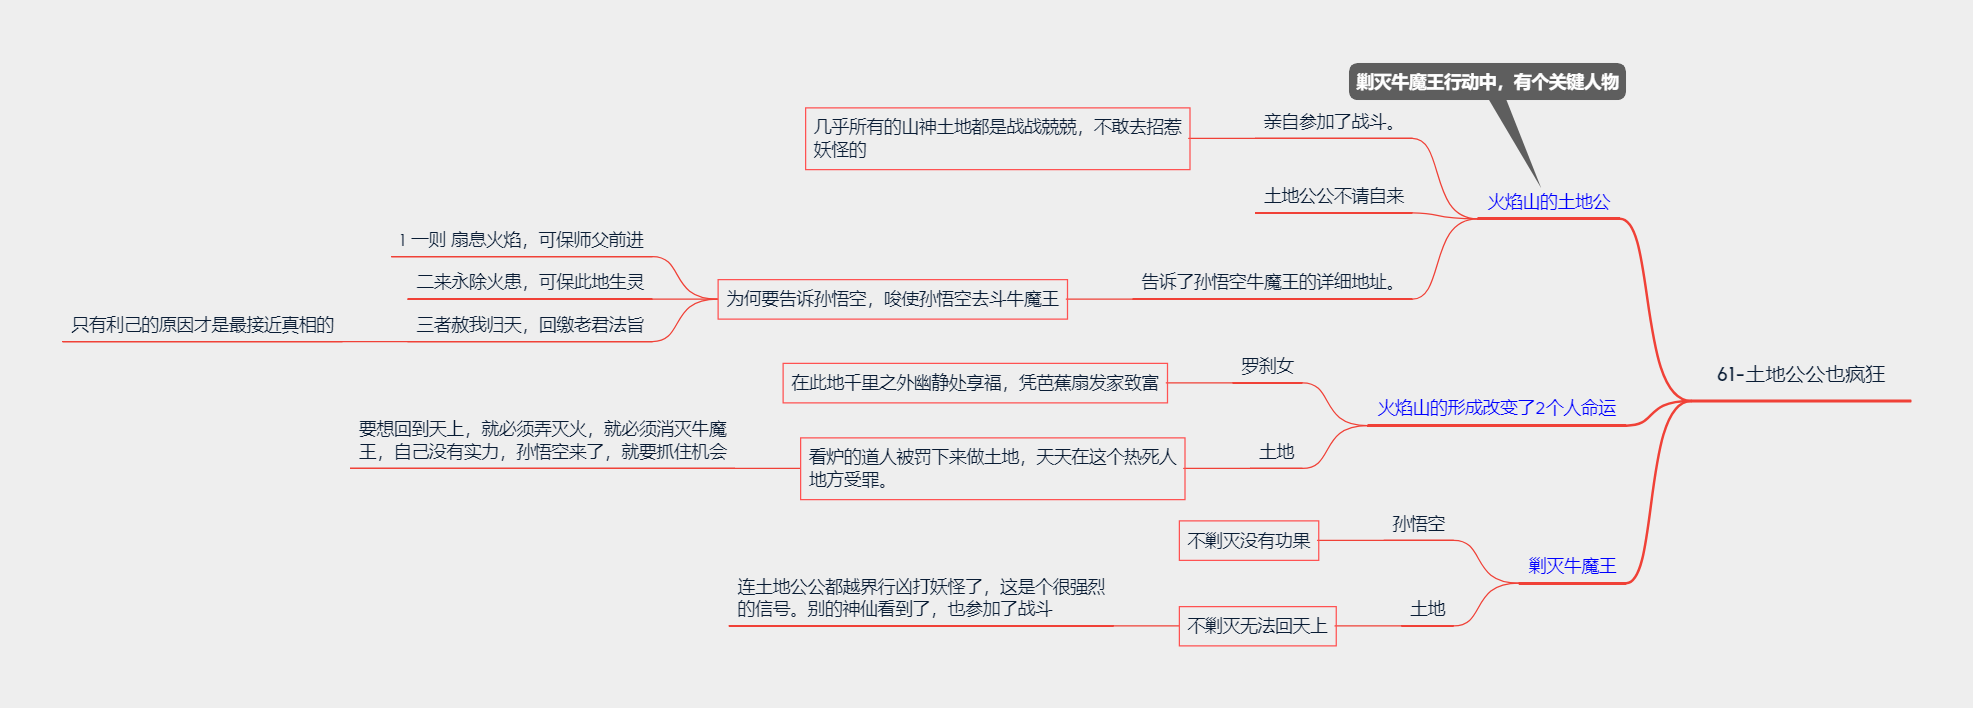 61-土地公公也疯狂
剿灭牛魔王行动中，有个关键人物
火焰山的土地公
亲自参加了战斗。
几乎所有的山神土地都是战战兢兢，不敢去招惹
妖怪的
土地公公不请自来
告诉了孙悟空牛魔王的详细地址。
为何要告诉孙悟空，唆使孙悟空去斗牛魔王
1 一则 扇息火焰，可保师父前进
二来永除火患，可保此地生灵
三者赦我归天，回缴老君法旨
只有利己的原因才是最接近真相的
火焰山的形成改变了2个人命运
罗刹女
在此地千里之外幽静处享福，凭芭蕉扇发家致富
土地
看炉的道人被罚下来做土地，天天在这个热死人
地方受罪。
要想回到天上，就必须弄灭火，就必须消灭牛魔
王，自己没有实力，孙悟空来了，就要抓住机会
剿灭牛魔王
孙悟空
不剿灭没有功果
土地
不剿灭无法回天上
连土地公公都越界行凶打妖怪了，这是个很强烈
的信号。别的神仙看到了，也参加了战斗